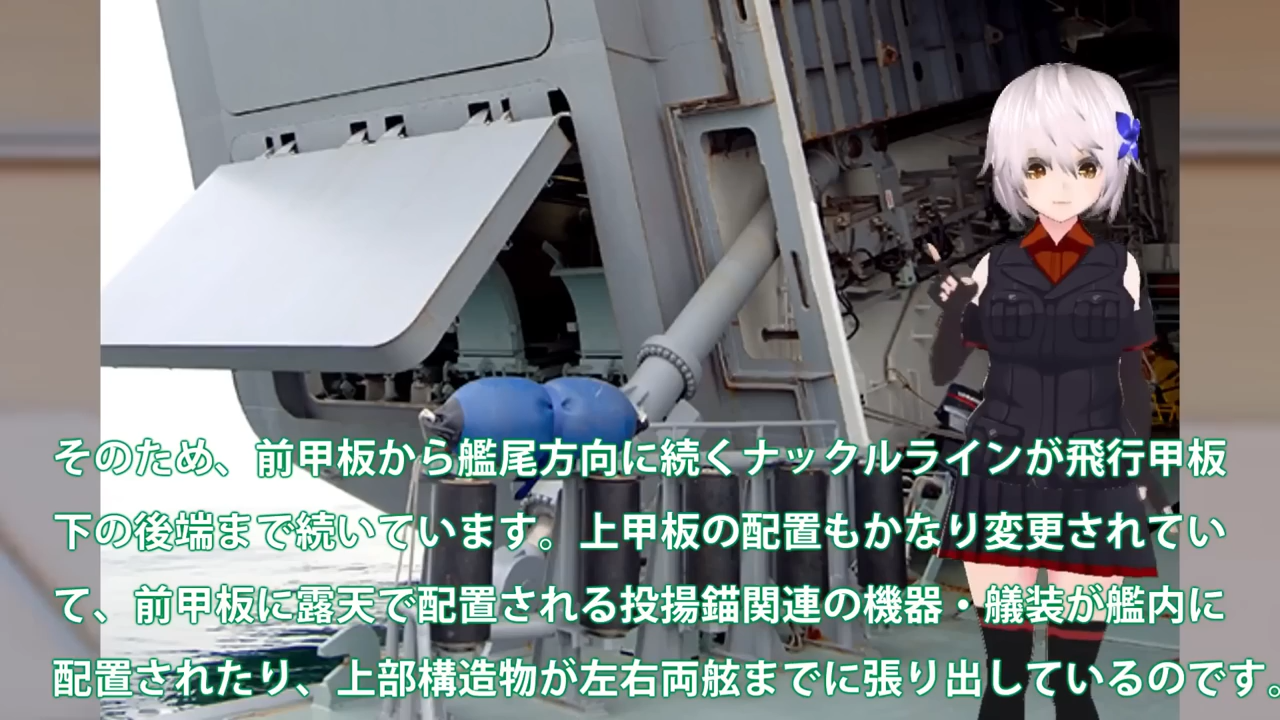 そのため、前甲板から艦尾方向に続くナックルラインが飛行甲板
下の後端まで続いています。上甲板の配置もかなり変更されてい
て、前甲板に露天で配置される投揚錨関連の機器・艤装が艦内に
配置されたり、上部構造物が左右両舷までに張り出しているのです。